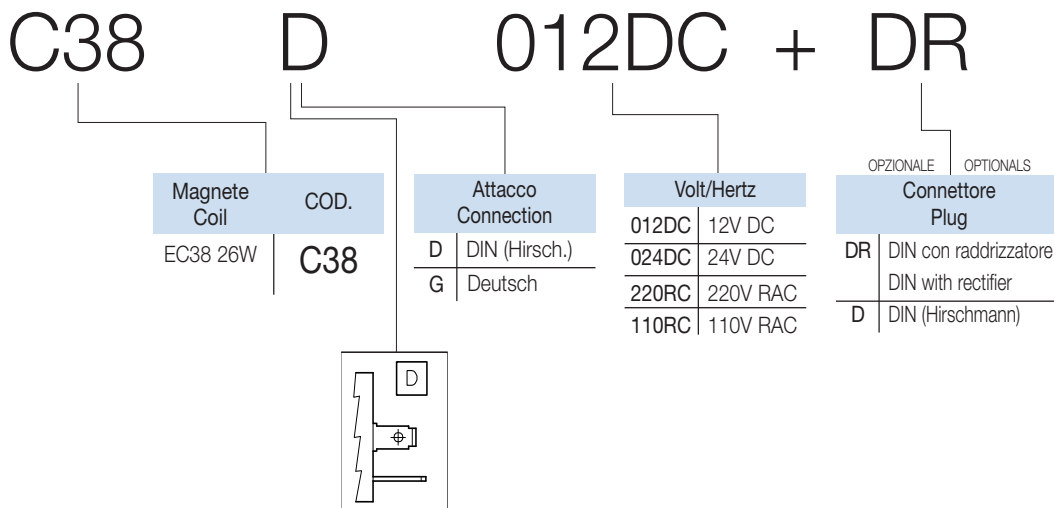 C38 D 012DC + DR
OPZIONALE OPTIONALS
Magnete
Coil
COD.
EC38 26W
C38
Attacco
Connection
D DIN (Hirsch.)
G Deutsch
Volt/Hertz
012DC 12V DC
024DC 24V DC
220RC 220V RAC
110RC 110V RAC
Connettore
Plug
DR DIN con raddrizzatore
DIN with rectifier
D DIN (Hirschmann)
D